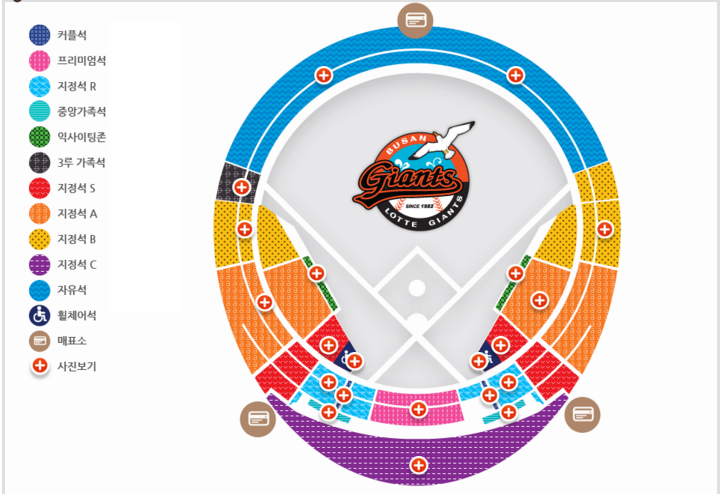 커플석
프리미엄석
지정석 R
중앙가족석
익사이팅존
3루 가족석
지정석 S
지정석 A
지정석 B
지정석 C
자유석
휠체어석
매표소
사진보기
BUSAN
Giants
SINCE 1982
LOTTE GIANTS